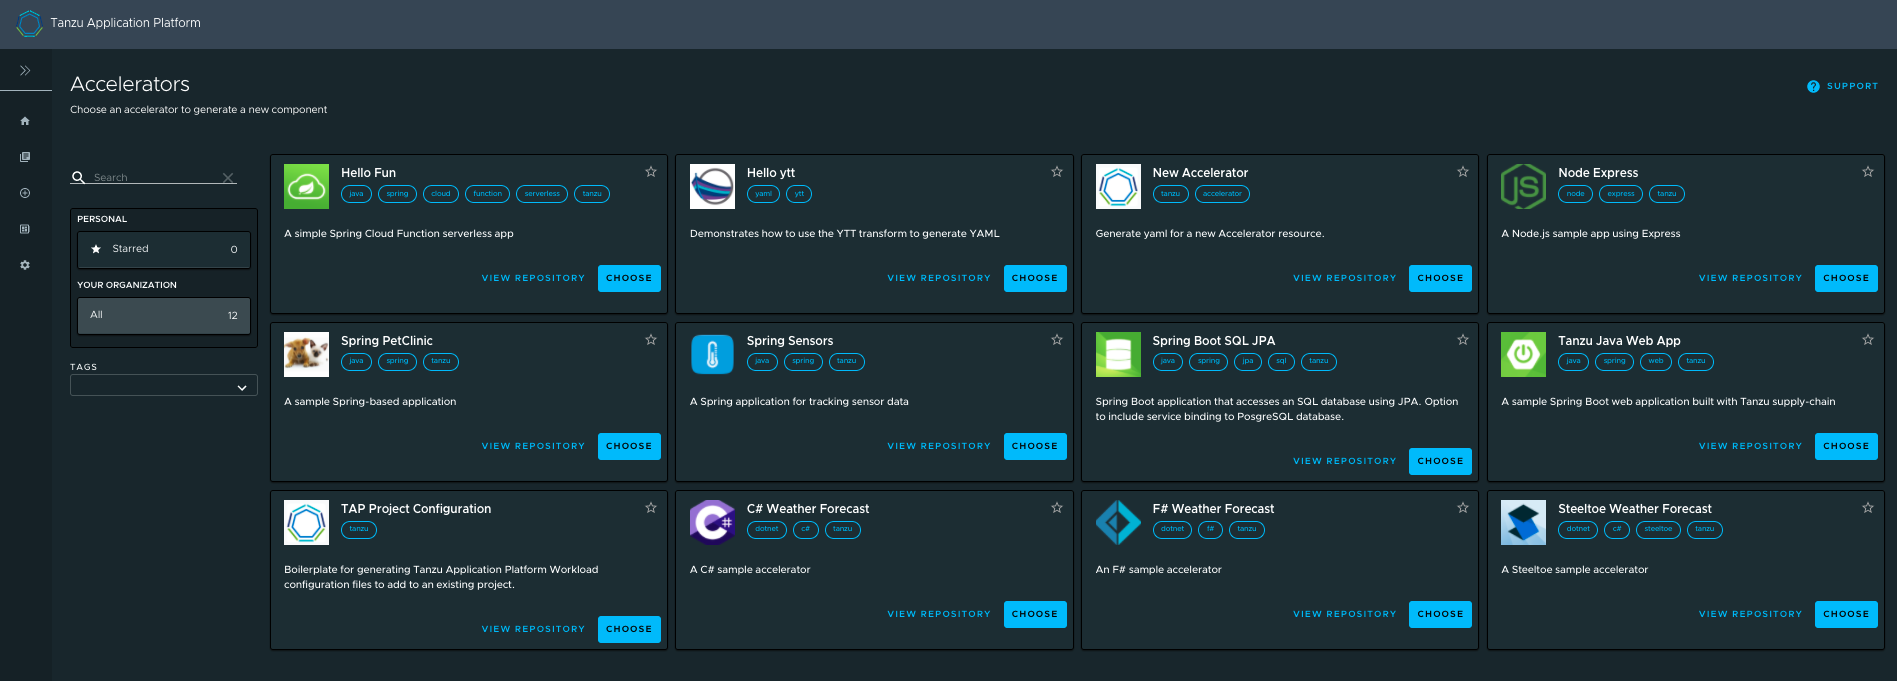 Tanzu Application Platform
Accelerators
Choose an accelerator to generate a new component
SUPPORT
Search
PERSONAL
Starred 0
YOUR ORGANIZATION
All 12
TAGS
Hello Fun
java spring cloud function serverless tanzu
A simple Spring Cloud Function serverless app
VIEW REPOSITORY CHOOSE
Hello ytt
yaml ytt
Demonstrates how to use the YTT transform to generate YAML
VIEW REPOSITORY CHOOSE
New Accelerator
tanzu accelerator
Generate yaml for a new Accelerator resource.
VIEW REPOSITORY CHOOSE
JS
Node Express
node express tanzu
A Node.js sample app using Express
VIEW REPOSITORY CHOOSE
Spring PetClinic
java spring tanzu
A sample Spring-based application
VIEW REPOSITORY CHOOSE
Spring Sensors
java spring tanzu
A Spring application for tracking sensor data
VIEW REPOSITORY CHOOSE
Spring Boot SQL JPA
java spring jpa sql tanzu
Spring Boot application that accesses an SQL database using JPA. Option
to include service binding to PosgreSQL database.
VIEW REPOSITORY CHOOSE
Tanzu Java Web App
java spring web tanzu
A sample Spring Boot web application built with Tanzu supply-chain
VIEW REPOSITORY CHOOSE
TAP Project Configuration
tanzu
Boilerplate for generating Tanzu Application Platform Workload
configuration files to add to an existing project.
VIEW REPOSITORY CHOOSE
C#
C# Weather Forecast
dotnet c# tanzu
A C# sample accelerator
VIEW REPOSITORY CHOOSE
F# Weather Forecast
dotnet f# tanzu
An F# sample accelerator
VIEW REPOSITORY CHOOSE
Steeltoe Weather Forecast
dotnet c# steeltoe tanzu
A Steeltoe sample accelerator
VIEW REPOSITORY CHOOSE